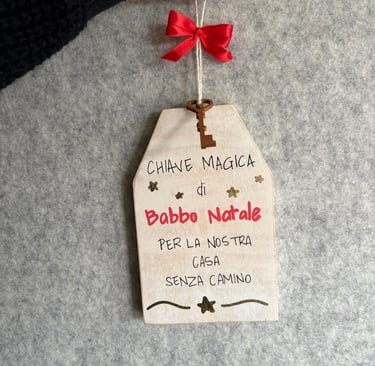 CHIAVE MAGICA
di
Babbo Natale
PER LA NOSTRA
CASA
SENZA CAMINO